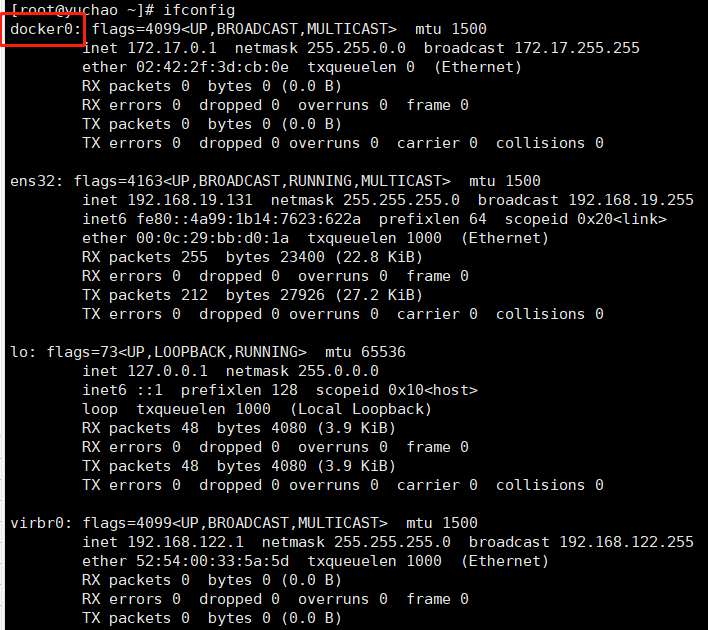 [root@yuchao ~]# ifconfig
docker0: flags=4099<UP,BROADCAST,MULTICAST>  mtu 1500
        inet 172.17.0.1  netmask 255.255.0.0  broadcast 172.17.255.255
        ether 02:42:2f:3d:cb:0e  txqueuelen 0  (Ethernet)
        RX packets 0  bytes 0 (0.0 B)
        RX errors 0  dropped 0  overruns 0  frame 0
        TX packets 0  bytes 0 (0.0 B)
        TX errors 0  dropped 0 overruns 0  carrier 0  collisions 0

ens32: flags=4163<UP,BROADCAST,RUNNING,MULTICAST>  mtu 1500
        inet 192.168.19.131  netmask 255.255.255.0  broadcast 192.168.19.255
        inet6 fe80::4a99:1b14:7623:622a  prefixlen 64  scopeid 0x20<link>
        ether 00:0c:29:bb:d0:1a  txqueuelen 1000  (Ethernet)
        RX packets 255  bytes 23400 (22.8 KiB)
        RX errors 0  dropped 0  overruns 0  frame 0
        TX packets 212  bytes 27926 (27.2 KiB)
        TX errors 0  dropped 0 overruns 0  carrier 0  collisions 0

lo: flags=73<UP,LOOPBACK,RUNNING>  mtu 65536
        inet 127.0.0.1  netmask 255.0.0.0
        inet6 ::1  prefixlen 128  scopeid 0x10<host>
        loop  txqueuelen 1000  (Local Loopback)
        RX packets 48  bytes 4080 (3.9 KiB)
        RX errors 0  dropped 0  overruns 0  frame 0
        TX packets 48  bytes 4080 (3.9 KiB)
        TX errors 0  dropped 0 overruns 0  carrier 0  collisions 0

virbr0: flags=4099<UP,BROADCAST,MULTICAST>  mtu 1500
        inet 192.168.122.1  netmask 255.255.255.0  broadcast 192.168.122.255
        ether 52:54:00:33:5a:5d  txqueuelen 1000  (Ethernet)
        RX packets 0  bytes 0 (0.0 B)
        RX errors 0  dropped 0  overruns 0  frame 0
        TX packets 0  bytes 0 (0.0 B)